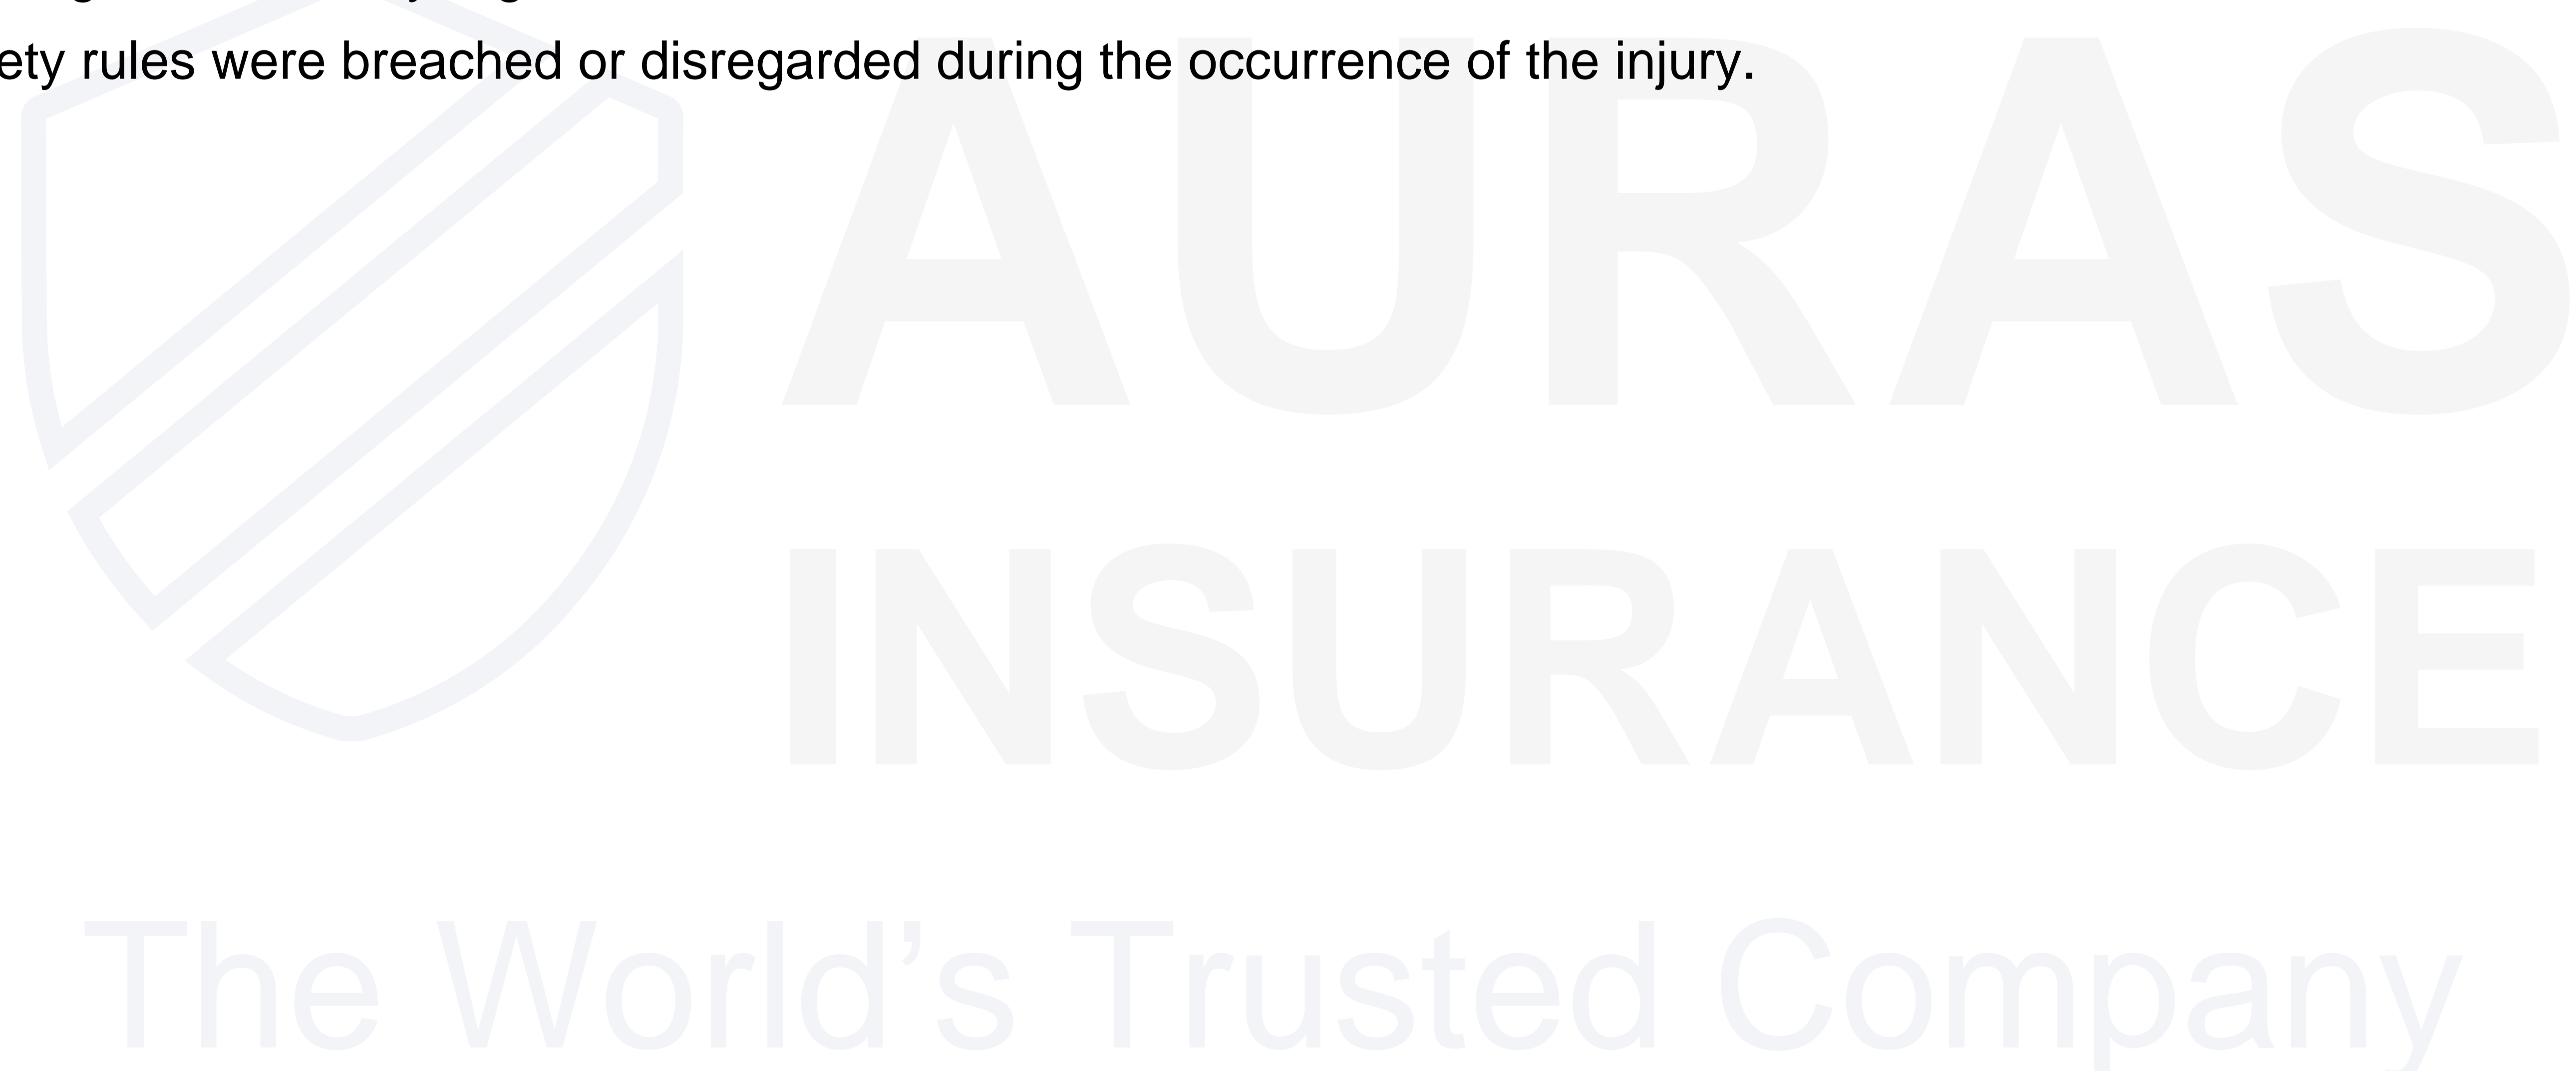 ety rules were breached or disregarded during the occurrence of the injury.
AURAS
INSURANCE
The World’s Trusted Company